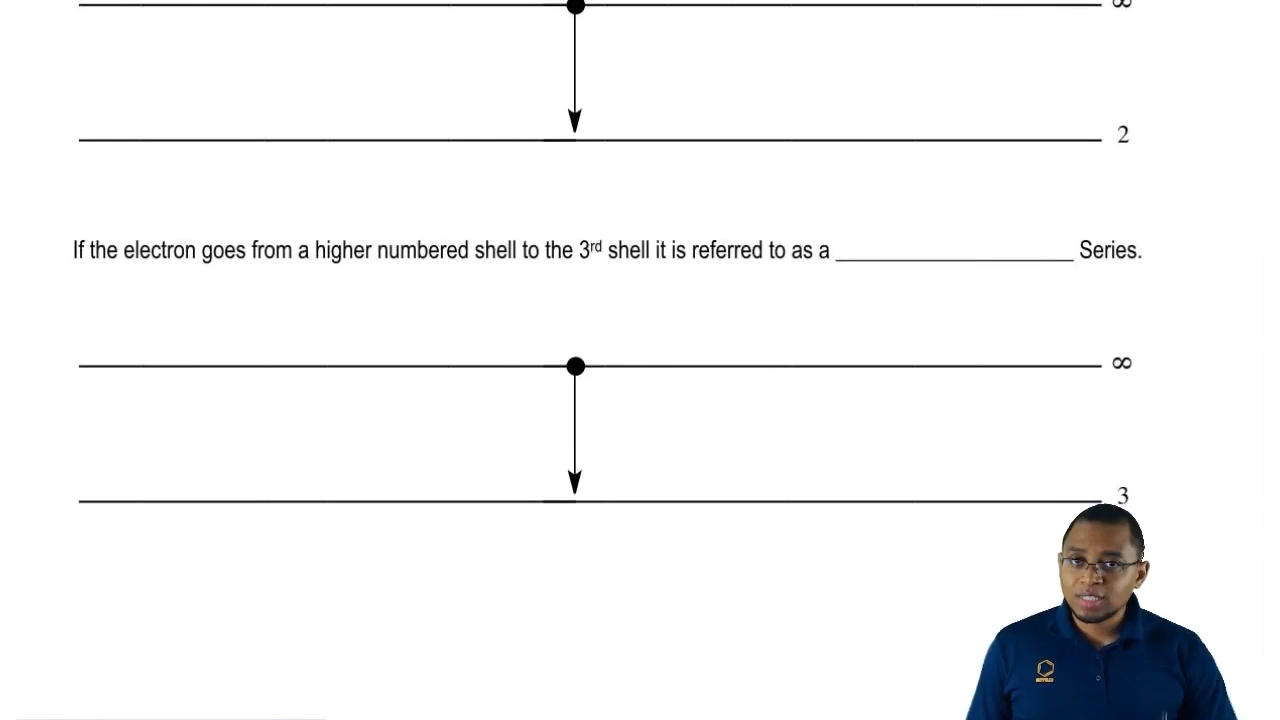 ∞
2
If the electron goes from a higher numbered shell to the 3rd shell it is referred to as a ___________________ Series.
∞
3